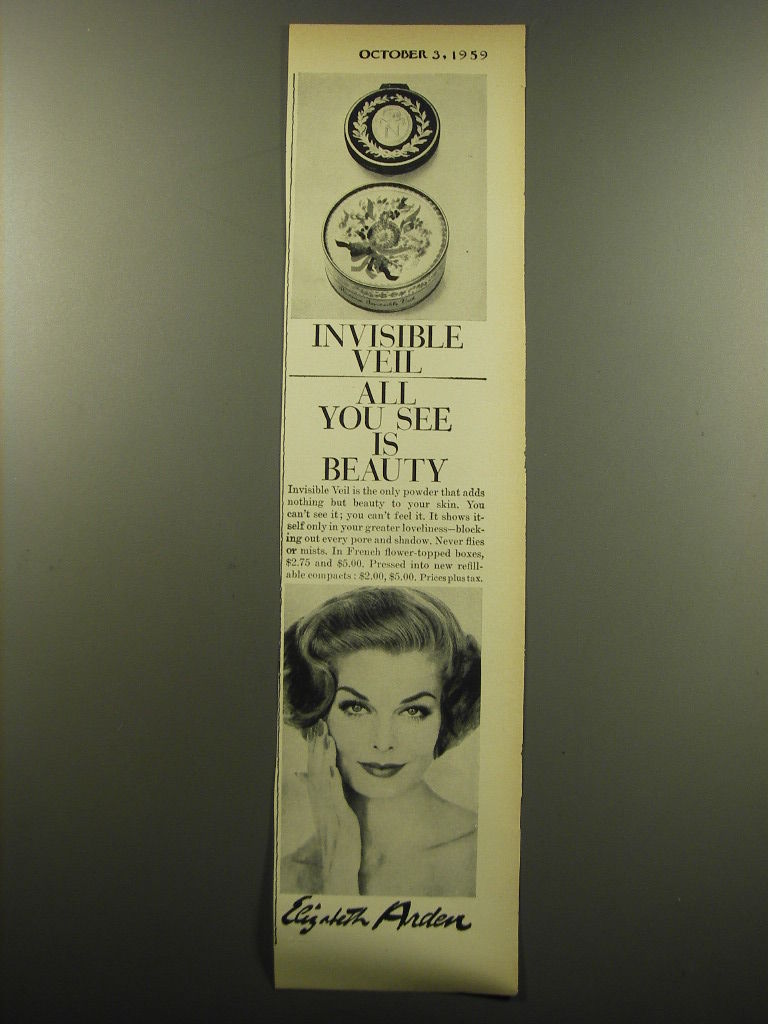 OCTOBER 3, 1959
N
Invisible Veil
INVISIBLE
VEIL
ALL
YOU SEE
IS
BEAUTY
Invisible Veil is the only powder that adds
nothing but beauty to your skin. You
can't see it; you can't feel it. It shows it-
self only in your greater loveliness—block-
ing out every pore and shadow. Never flies
or mists. In French flower-topped boxes,
$2.75 and $5.00. Pressed into new refill-
able compacts: $2.00, $5.00. Prices plus tax.
Elizabeth Arden